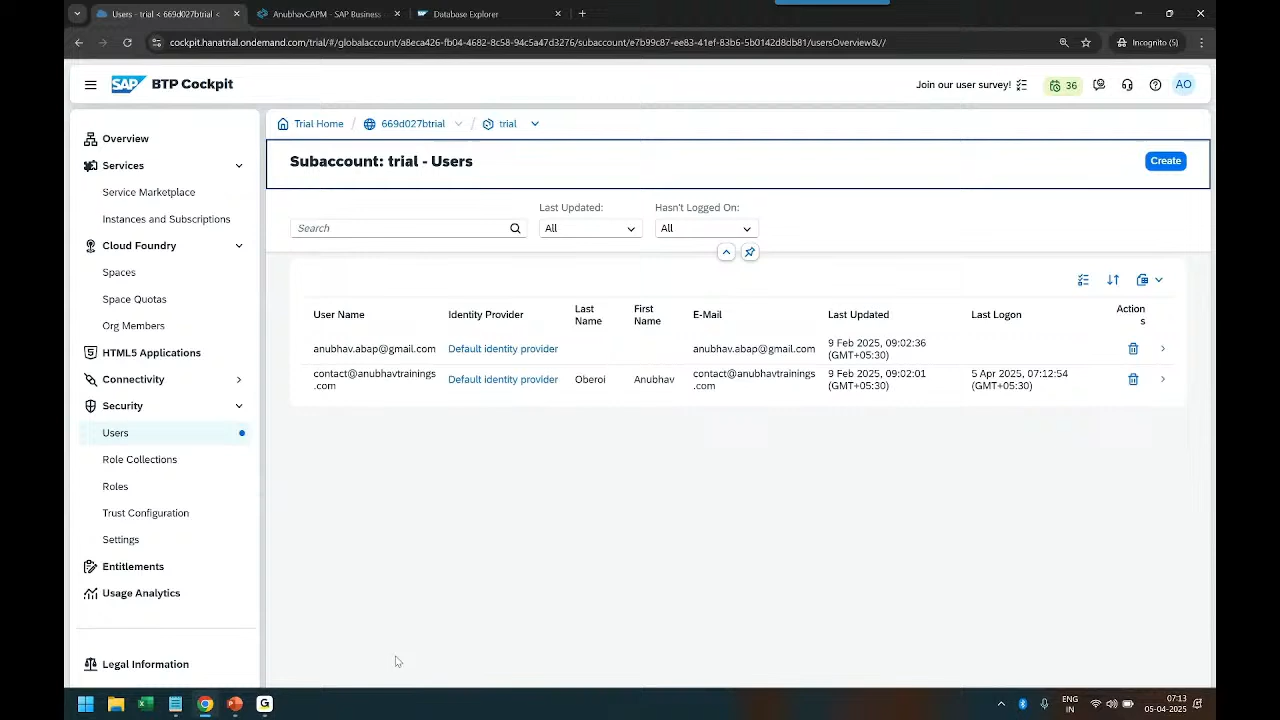 Users - trial < 669d027btrial <
AnubhavCAPM - SAP Business
Database Explorer
cockpit.hanatrial.ondemand.com/trial/#/globalaccount/a8eca426-fb04-4682-8c58-94c5a47d3276/subaccount/e7b99c87-ee83-41ef-83b6-5b0142d8db81/usersOverview&//
Incognito (5)
SAP BTP Cockpit
Join our user survey!
36
AO
Overview
Services
Service Marketplace
Instances and Subscriptions
Cloud Foundry
Spaces
Space Quotas
Org Members
HTML5 Applications
Connectivity
Security
Users
Role Collections
Roles
Trust Configuration
Settings
Entitlements
Usage Analytics
Legal Information
Trial Home / 669d027btrial / trial
Subaccount: trial - Users
Create
Last Updated:
Hasn't Logged On:
Search
All
All
User Name
Identity Provider
Last
Name
First
Name
E-Mail
Last Updated
Last Logon
Action
s
anubhav.abap@gmail.com
Default identity provider
anubhav.abap@gmail.com
9 Feb 2025, 09:02:36
(GMT+05:30)
contact@anubhavtrainings
.com
Default identity provider
Oberoi
Anubhav
contact@anubhavtrainings
.com
9 Feb 2025, 09:02:01
(GMT+05:30)
5 Apr 2025, 07:12:54
(GMT+05:30)
ENG
IN
07:13
05-04-2025